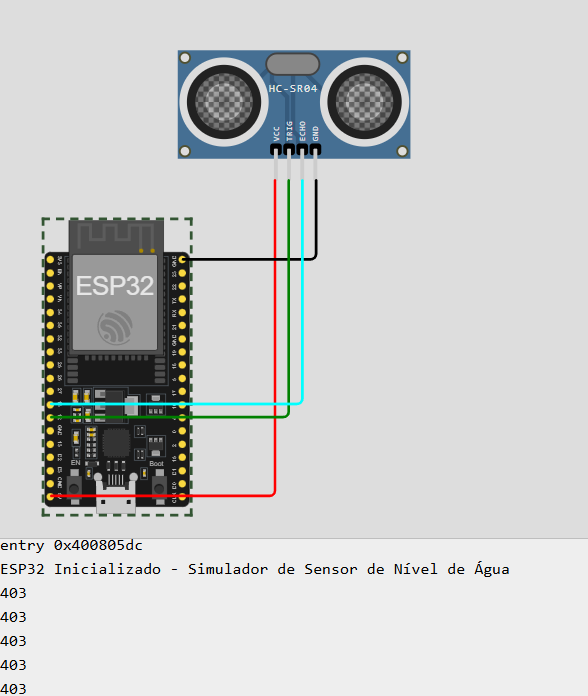 HC-SR04
VCC
TRIG
ECHO
GND
ESP32
EN
Boot
entry 0x400805dc
ESP32 Inicializado - Simulador de Sensor de Nível de Água
403
403
403
403
403